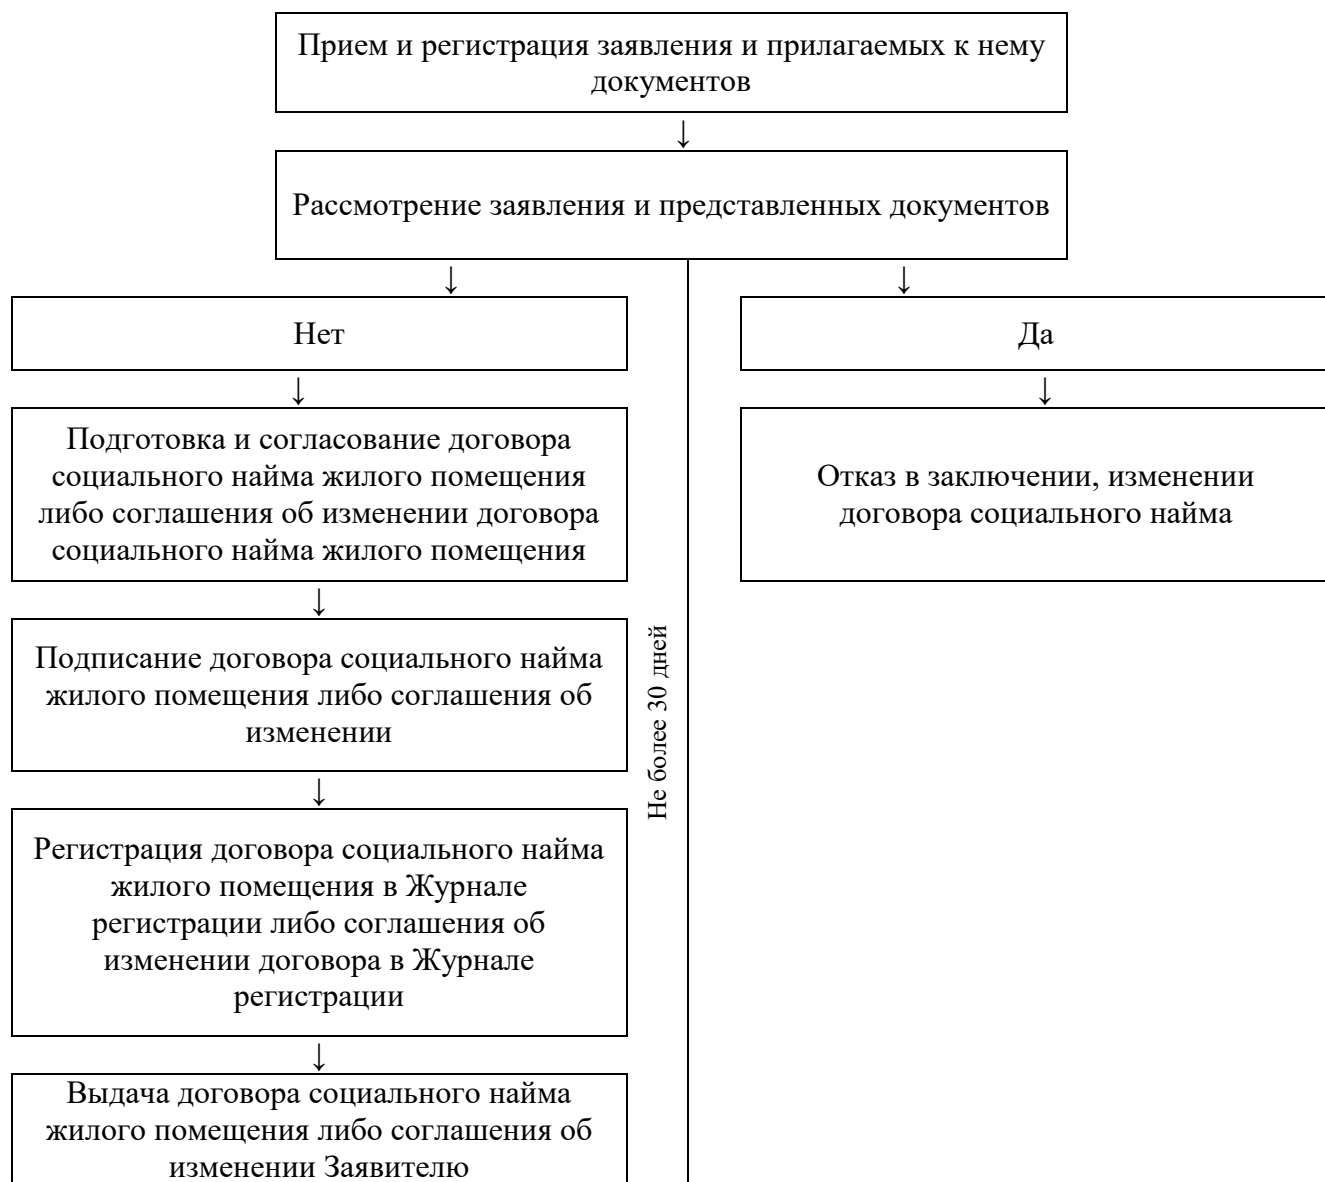 Прием и регистрация заявления и прилагаемых к нему
документов
↓
Рассмотрение заявления и представленных документов
↓ ↓
Нет
Да
↓ ↓
Подготовка и согласование договора
социального найма жилого помещения
либо соглашения об изменении договора
социального найма жилого помещения
Отказ в заключении, изменении
договора социального найма
↓
Подписание договора социального найма
жилого помещения либо соглашения об
изменении
Не более 30 дней
↓
Регистрация договора социального найма
жилого помещения в Журнале
регистрации либо соглашения об
изменении договора в Журнале
регистрации
↓
Выдача договора социального найма
жилого помещения либо соглашения об
изменении Заявителю